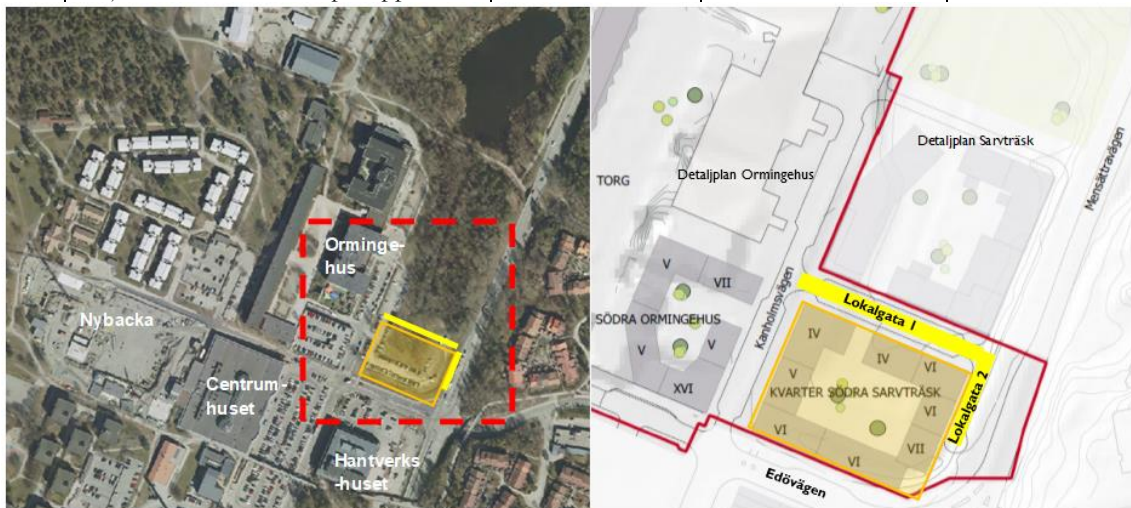 Orminge-
hus
Nybacka
Centrum-
huset
Hantverks
-huset
Detaljplan Sarvträsk
Detaljplan Ormingehus
TORG
Mensättravägen
Kanholmsvägen
V
VII
SÖDRA ORMINGEHUS
V
V
XVI
Lokalgata 1
Lokalgata 2
IV
IV
V
VI
KVARTER SÖDRA SARVTRÄSK
VI
VI
VII
VI
Edövägen